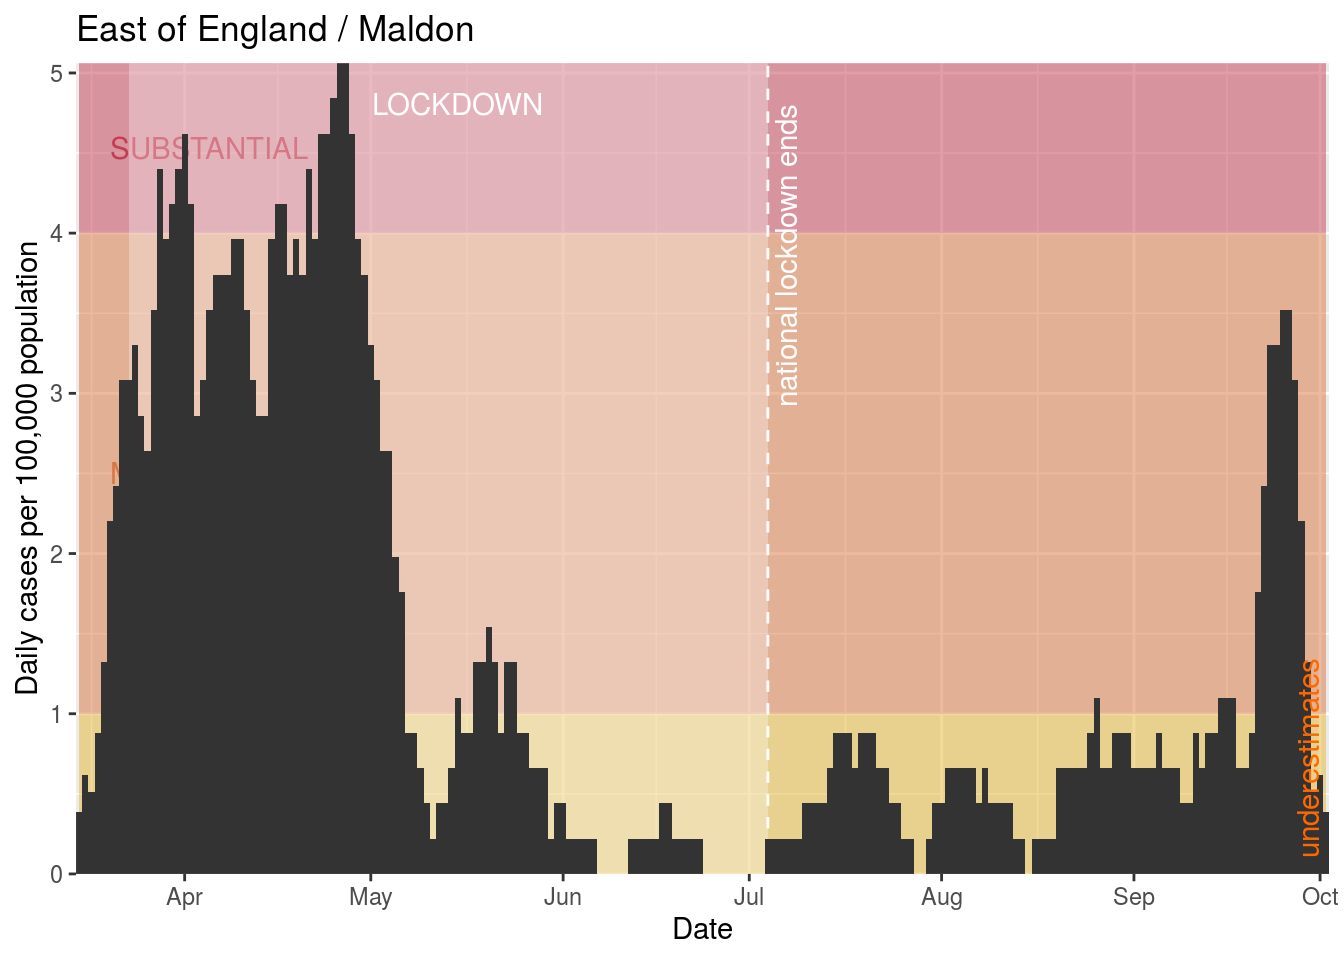 East of England / Maldon
Daily cases per 100,000 population
5
4
3
2
1
0
SUBSTANTIAL
LOCKDOWN
M
national lockdown ends
underestimates
Apr
May
Jun
Jul
Aug
Sep
Oct
Date